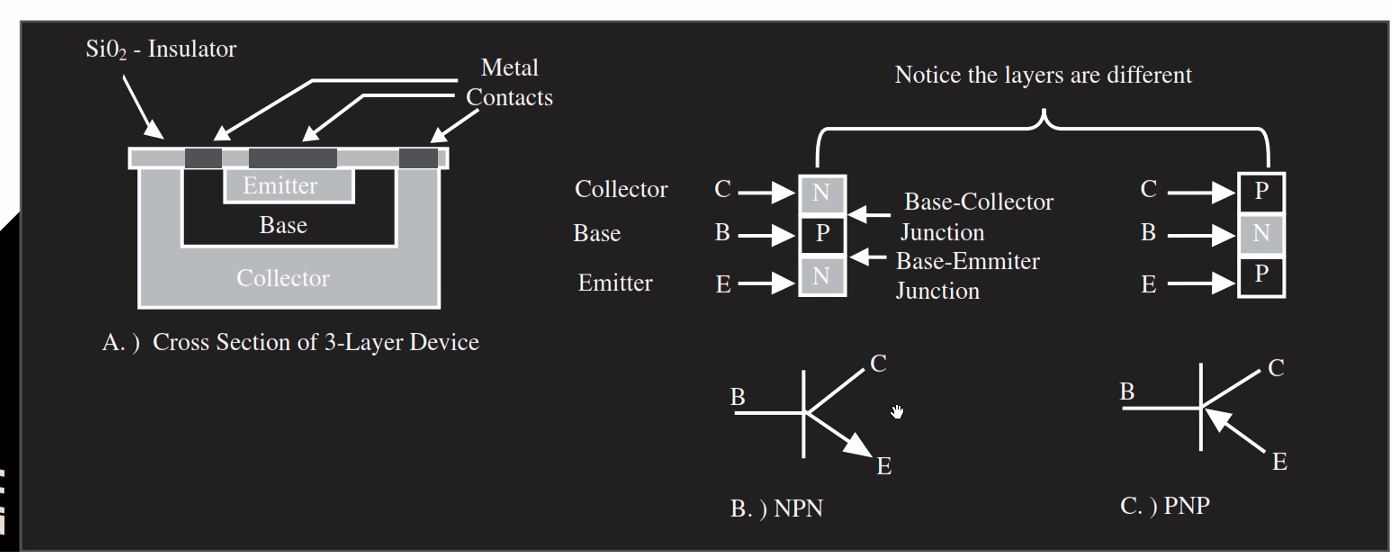 Si0₂ - Insulator
Metal
Contacts
Emitter
Base
Collector
A. ) Cross Section of 3-Layer Device
Notice the layers are different
Collector C N
Base B P
Emitter E N
Base-Collector
Junction
Base-Emmiter
Junction
C P
B N
E P
B
C
E
B. ) NPN
B
C
E
C. ) PNP